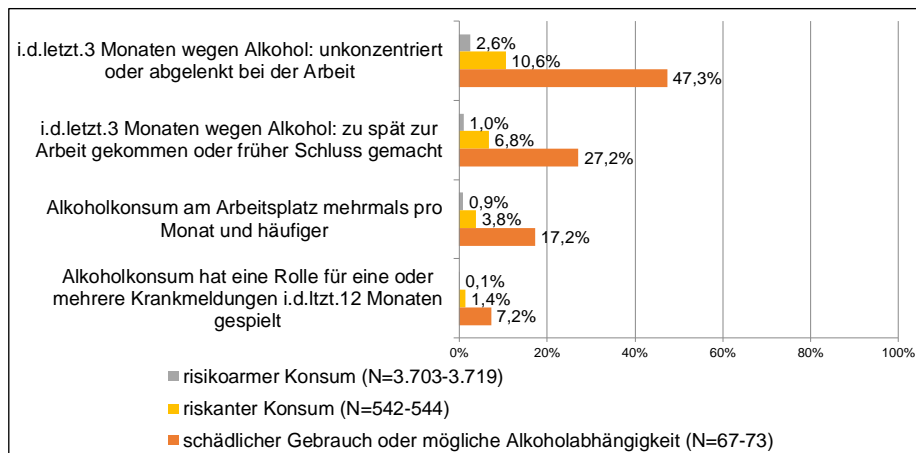 i.d.letzt.3 Monaten wegen Alkohol: unkonzentriert
oder abgelenkt bei der Arbeit
2,6%
10,6%
47,3%
i.d.letzt.3 Monaten wegen Alkohol: zu spät zur
Arbeit gekommen oder früher Schluss gemacht
1,0%
6,8%
27,2%
Alkoholkonsum am Arbeitsplatz mehrmals pro
Monat und häufiger
0,9%
3,8%
17,2%
Alkoholkonsum hat eine Rolle für eine oder
mehrere Krankmeldungen i.d.ltzt.12 Monaten
gespielt
0,1%
1,4%
7,2%
0% 20% 40% 60% 80% 100%
risikoarmer Konsum (N=3.703-3.719)
riskanter Konsum (N=542-544)
schädlicher Gebrauch oder mögliche Alkoholabhängigkeit (N=67-73)